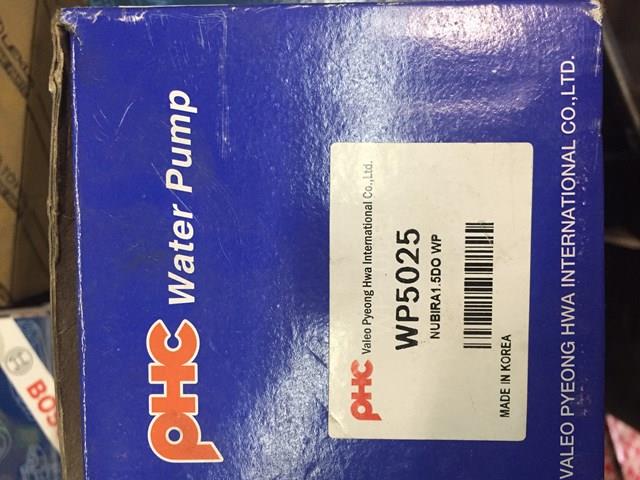 PHC Water Pump
PHC Valeo Pyeong Hwa International Co.,Ltd.
WP5025
NUBIRA1.5DO WP
MADE IN KOREA
VALEO PYEONG HWA INTERNATIONAL CO.,LTD.
BOS